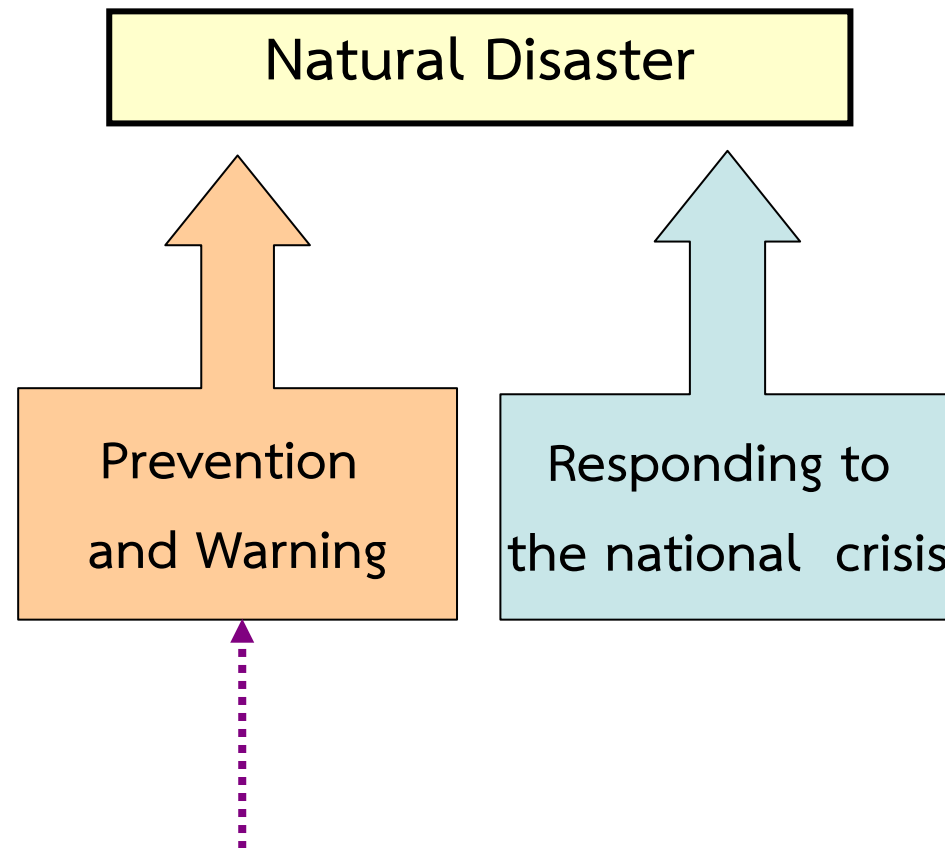 Natural Disaster
Prevention
and Warning
Responding to
the national crisis